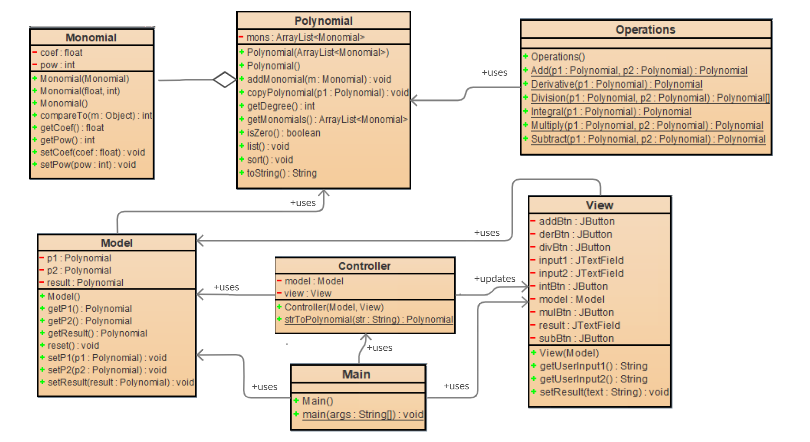 Monomial
- coef : float
- pow : int
+ Monomial(Monomial)
+ Monomial(float, int)
+ Monomial()
+ compareTo(m : Object) : int
+ getCoef() : float
+ getPow() : int
+ setCoef(coef : float) : void
+ setPow(pow : int) : void
Polynomial
- mons : ArrayList<Monomial>
+ Polynomial(ArrayList<Monomial>)
+ Polynomial()
+ addMonomial(m : Monomial) : void
+ copyPolynomial(p1 : Polynomial) : void
+ getDegree() : int
+ getMonomials() : ArrayList<Monomial>
+ isZero() : boolean
+ list() : void
+ sort() : void
+ toString() : String
+uses
Operations
+ Operations()
+ Add(p1 : Polynomial, p2 : Polynomial) : Polynomial
+ Derivative(p1 : Polynomial) : Polynomial
+ Division(p1 : Polynomial, p2 : Polynomial) : Polynomial[]
+ Integral(p1 : Polynomial) : Polynomial
+ Multiply(p1 : Polynomial, p2 : Polynomial) : Polynomial
+ Subtract(p1 : Polynomial, p2 : Polynomial) : Polynomial
+uses
+uses
Model
- p1 : Polynomial
- p2 : Polynomial
- result : Polynomial
+ Model()
+ getP1() : Polynomial
+ getP2() : Polynomial
+ getResult() : Polynomial
+ reset() : void
+ setP1(p1 : Polynomial) : void
+ setP2(p2 : Polynomial) : void
+ setResult(result : Polynomial) : void
+uses
Controller
- model : Model
- view : View
+ Controller(Model, View)
+ strToPolynomial(str : String) : Polynomial
+updates
View
- addBtn : JButton
- derBtn : JButton
- divBtn : JButton
- input1 : JTextField
- input2 : JTextField
- intBtn : JButton
- model : Model
- mulBtn : JButton
- result : JTextField
- subBtn : JButton
+ View(Model)
+ getUserInput1() : String
+ getUserInput2() : String
+ setResult(text : String) : void
+uses
+uses
Main
+ Main()
+ main(args : String[]) : void
+uses